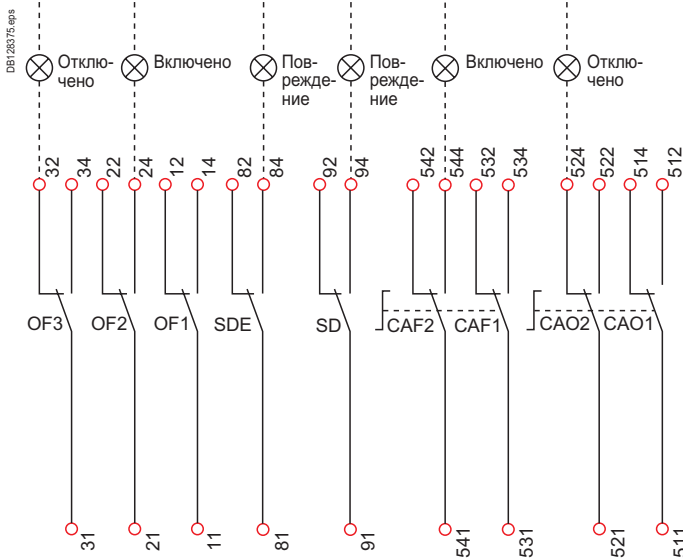 DB128375.eps
Отклю-
чено
Включено
Пов-
режде-
ние
Пов-
режде-
ние
Включено
Отклю-
чено
32 34 22 24 12 14 82 84 92 94 542 544 532 534 524 522 514 512
OF3 OF2 OF1 SDE SD CAF2 CAF1 CAO2 CAO1
31 21 11 81 91 541 531 521 511